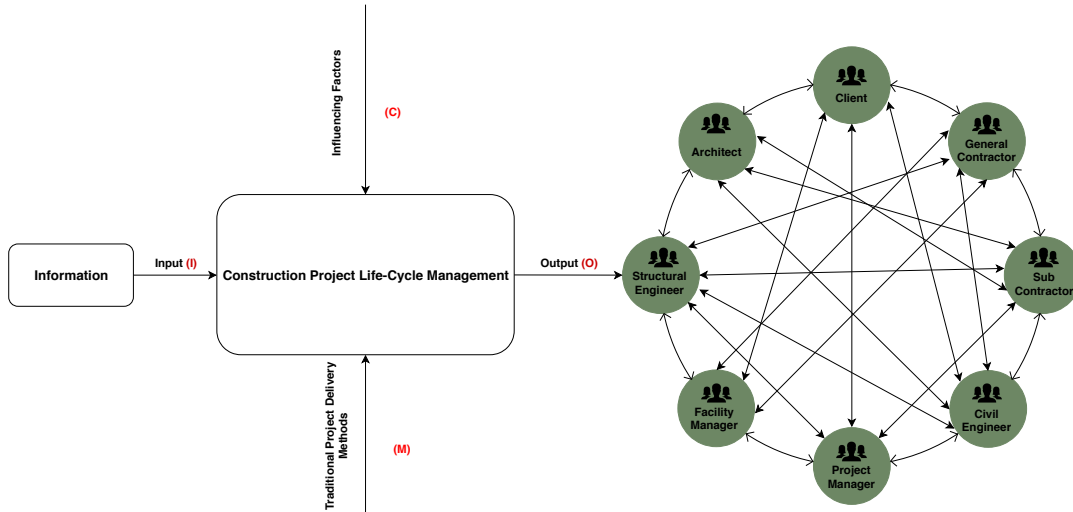 Influencing Factors
(C)
Information
Input (I)
Construction Project Life-Cycle Management
Output (O)
Traditional Project Delivery
Methods
(M)
Client
General
Contractor
Architect
Structural
Engineer
Sub
Contractor
Facility
Manager
Civil
Engineer
Project
Manager